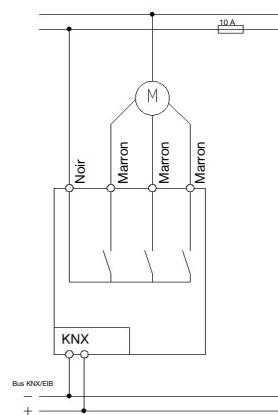 10 A
M
Noir
Marron
Marron
Marron
KNX
Bus KNX/EIB
−
+